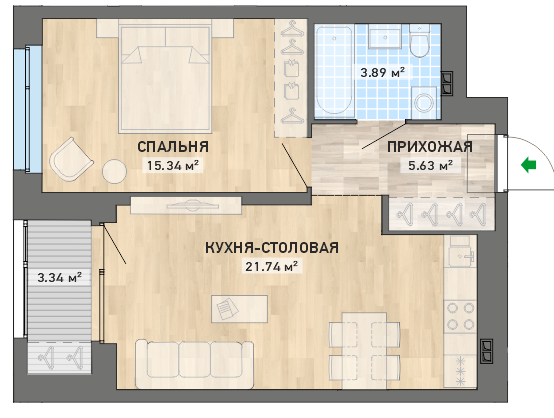 3.89 м²
СПАЛЬНЯ
15.34 м²
ПРИХОЖАЯ
5.63 м²
КУХНЯ-СТОЛОВАЯ
21.74 м²
3.34 м²